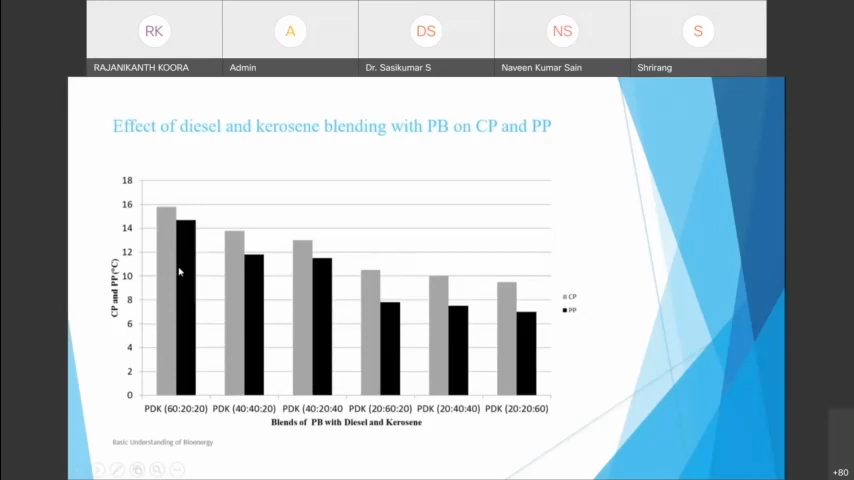 RK
A
DS
NS
S
RAJANIKANTH KOORA
Admin
Dr. Sasikumar S
Naveen Kumar Sain
Shrirang
Effect of diesel and kerosene blending with PB on CP and PP
18
16
14
12
10
8
6
4
2
0
CP and PP(°C)
CP
PP
PDK (60:20:20) PDK (40:40:20) PDK (40:20:40 PDK (20:60:20) PDK (20:40:40) PDK (20:20:60)
Blends of PB with Diesel and Kerosene
Basic Understanding of Bioenergy
+80